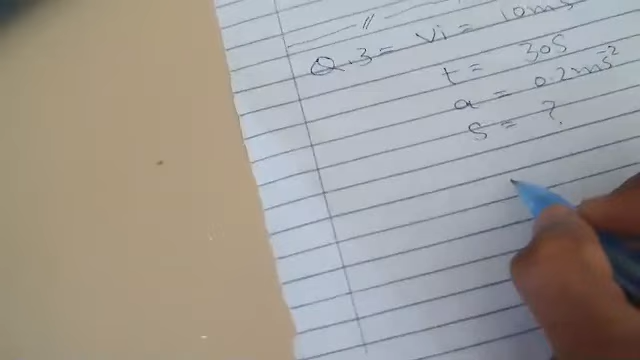 Q.3= Vi = 10ms
t = 30S
a = 0.2ms⁻²
S = ?